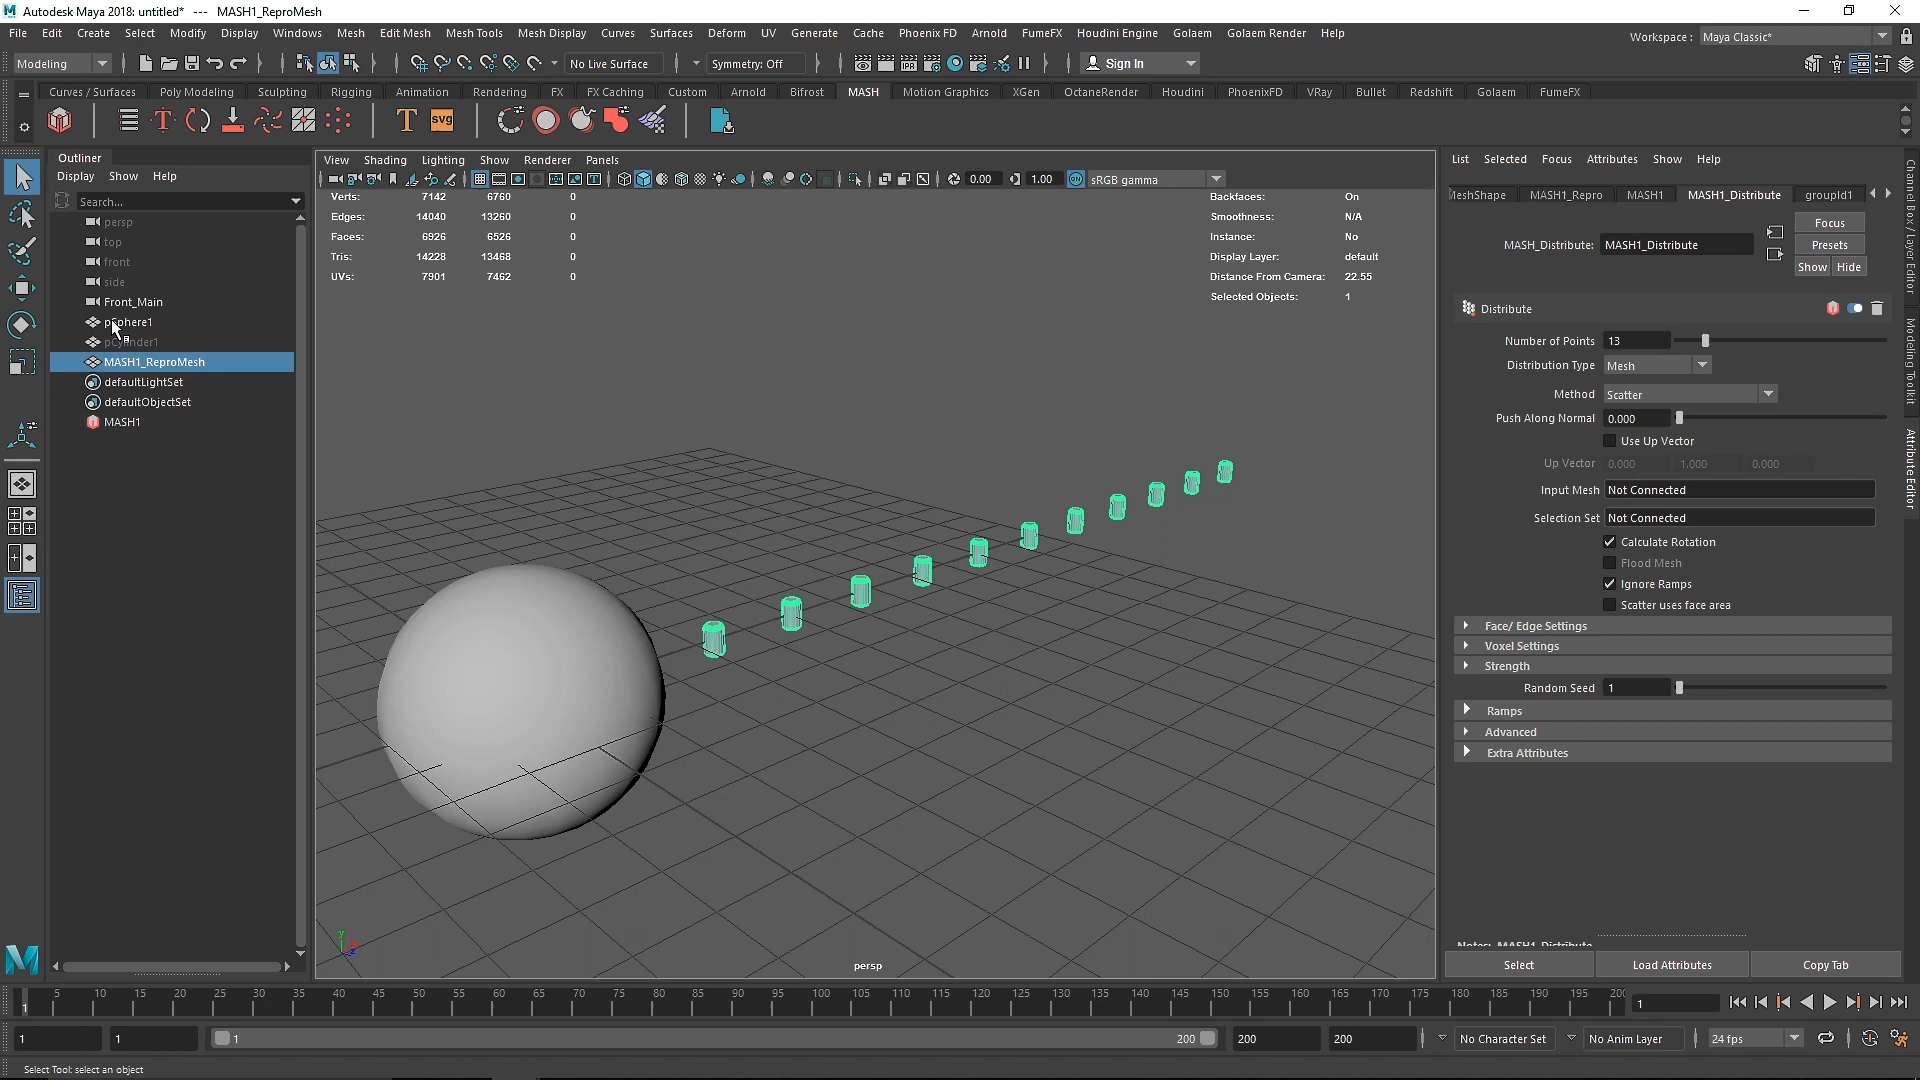 Autodesk Maya 2018: untitled* --- MASH1_ReproMesh
File Edit Create Select Modify Display Windows Mesh Edit Mesh Mesh Tools Mesh Display Curves Surfaces Deform UV Generate Cache Phoenix FD Arnold FumeFX Houdini Engine Golaem Golaem Render Help
Workspace : Maya Classic*
Modeling No Live Surface Symmetry: Off Sign In
Curves / Surfaces Poly Modeling Sculpting Rigging Animation Rendering FX FX Caching Custom Arnold Bifrost MASH Motion Graphics XGen OctaneRender Houdini PhoenixFD VRay Bullet Redshift Golaem FumeFX
T SVG
Outliner
Display Show Help
Search...
persp
top
front
side
Front_Main
pSphere1
MASH1_ReproMesh
defaultLightSet
defaultObjectSet
MASH1
View Shading Lighting Show Renderer Panels
0.00 1.00 sRGB gamma
Verts: 7142 6760 0
Edges: 14040 13260 0
Faces: 6926 6526 0
Tris: 14228 13468 0
UVs: 7901 7462 0
Backfaces: On
Smoothness: N/A
Instance: No
Display Layer: default
Distance From Camera: 22.55
Selected Objects: 1
persp
List Selected Focus Attributes Show Help
MeshShape MASH1_Repro MASH1 MASH1_Distribute groupId1
MASH_Distribute: MASH1_Distribute
Focus
Presets
Show Hide
Distribute
Number of Points 13
Distribution Type Mesh
Method Scatter
Push Along Normal 0.000
Use Up Vector
Up Vector 0.000 1.000 0.000
Input Mesh Not Connected
Selection Set Not Connected
Calculate Rotation
Flood Mesh
Ignore Ramps
Scatter uses face area
Face/ Edge Settings
Voxel Settings
Strength
Random Seed 1
Ramps
Advanced
Extra Attributes
Notes: MASH1_Distribute
Select Load Attributes Copy Tab
Channel Box / Layer Editor
Modeling Toolkit
Attribute Editor
1 5 10 15 20 25 30 35 40 45 50 55 60 65 70 75 80 85 90 95 100 105 110 115 120 125 130 135 140 145 150 155 160 165 170 175 180 185 190 195 200 1
1 1 1 200 200 200 No Character Set No Anim Layer 24 fps
Select Tool: select an object